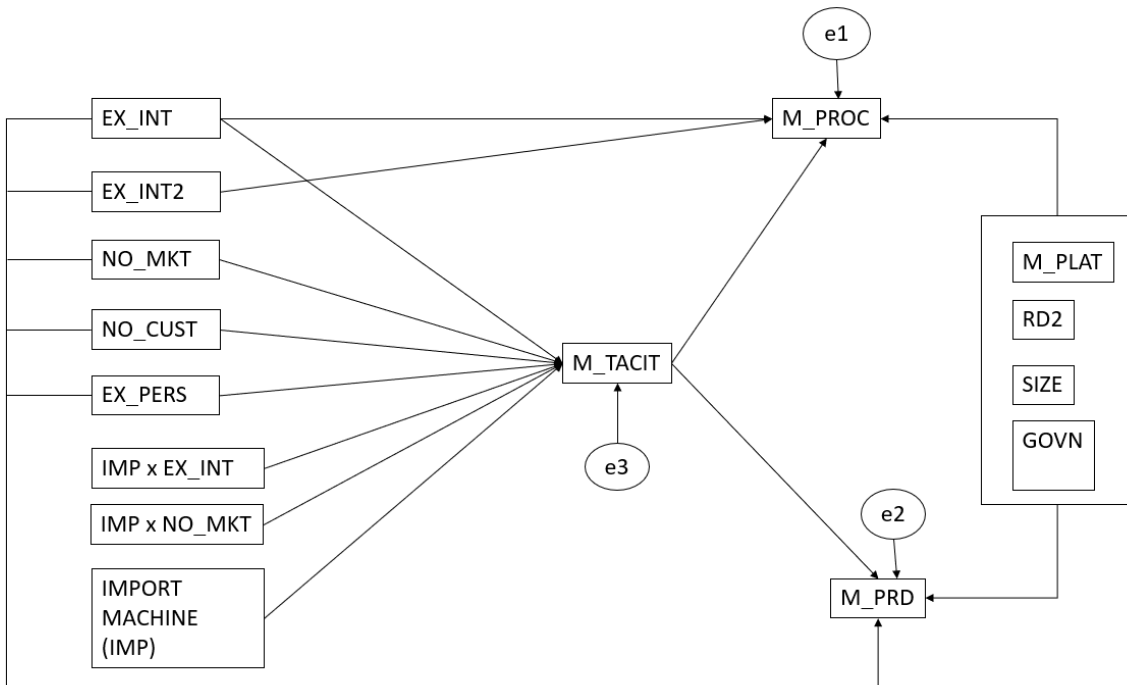 e1
EX_INT
M_PROC
EX_INT2
NO_MKT
M_PLAT
NO_CUST
RD2
M_TACIT
EX_PERS
SIZE
GOVN
IMP x EX_INT
e3
IMP x NO_MKT
e2
IMPORT
MACHINE
(IMP)
M_PRD